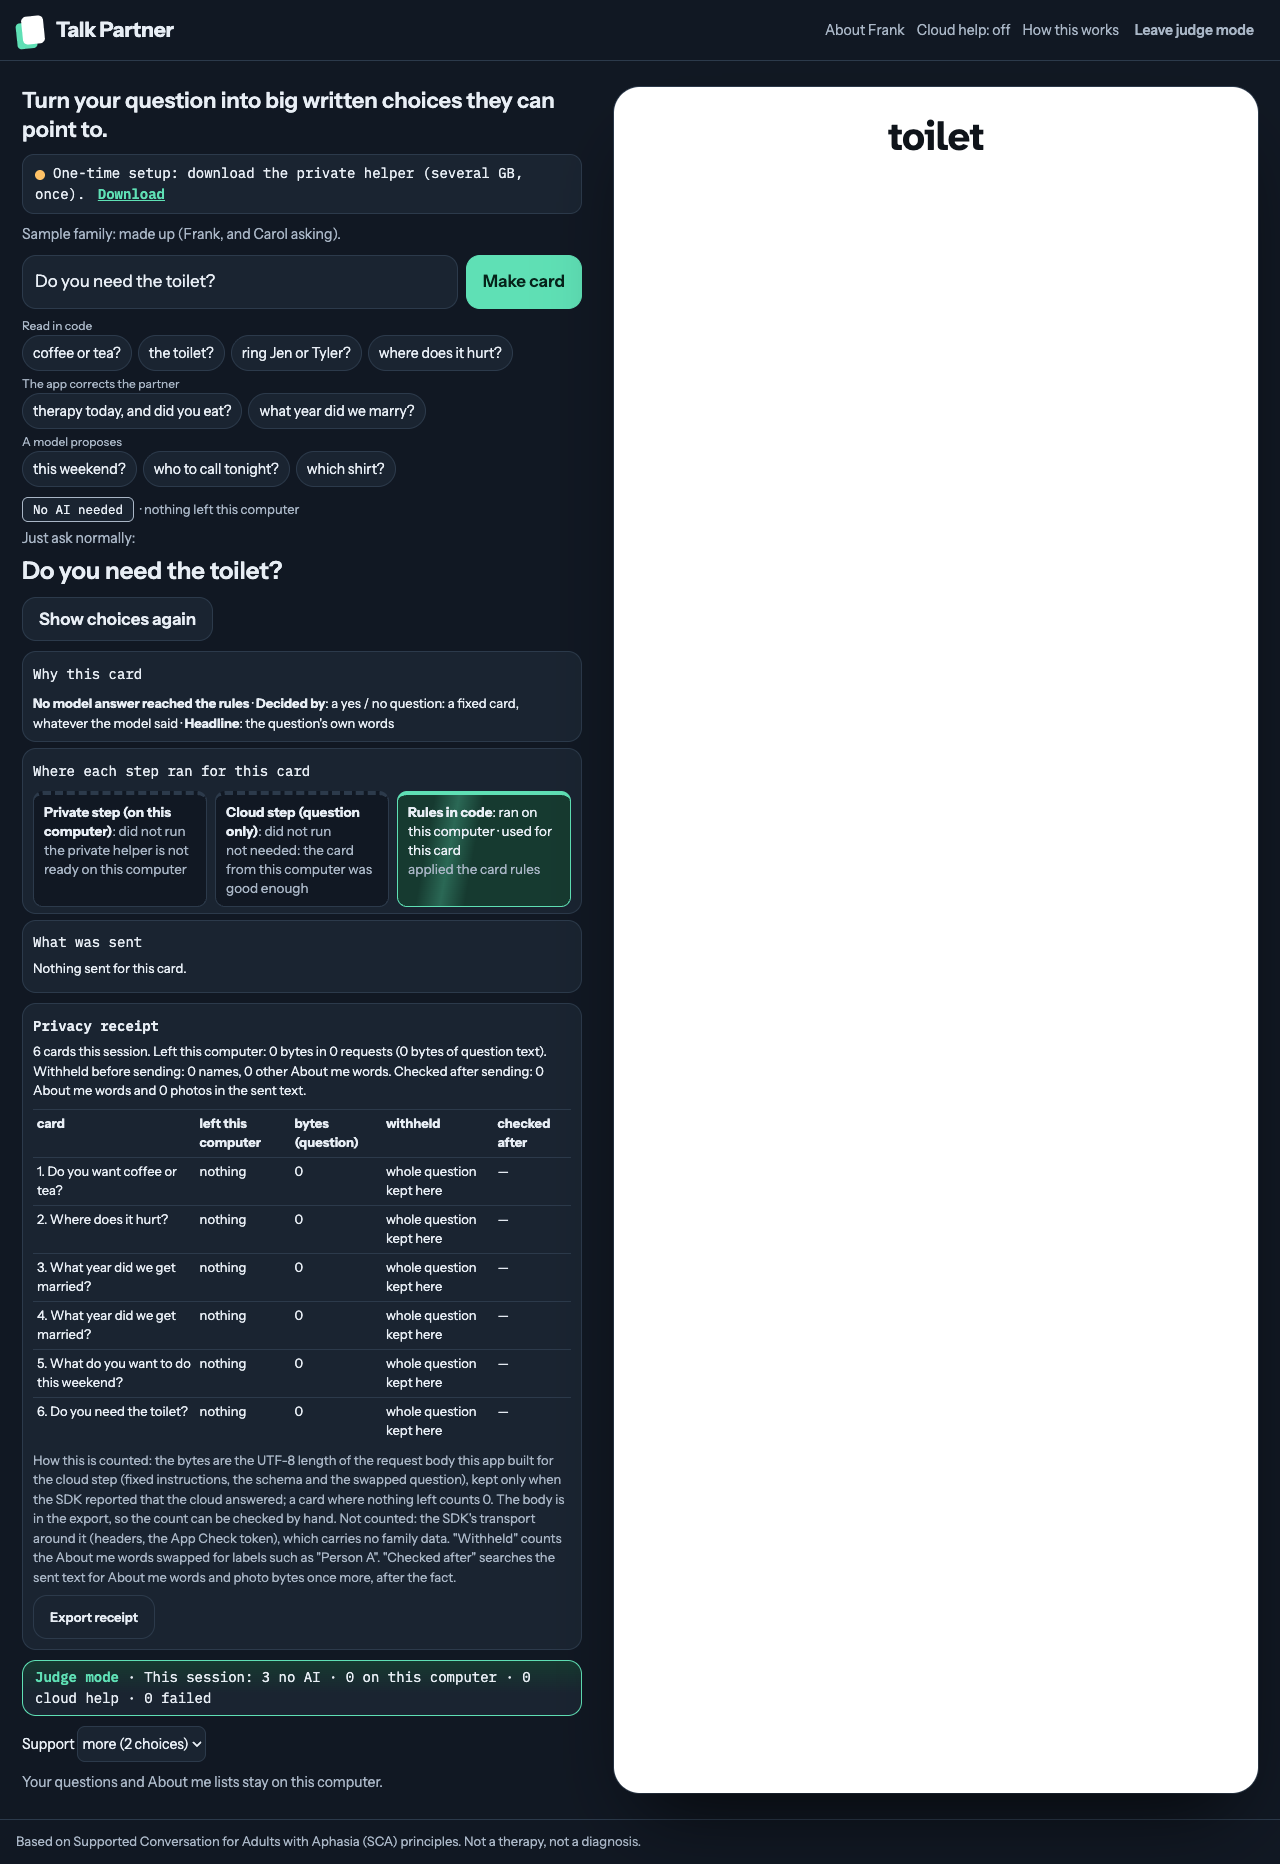 Talk Partner
About Frank
Cloud help: off
How this works
Leave judge mode
Turn your question into big written choices they can
point to.
One-time setup: download the private helper (several GB,
once). Download
Sample family: made up (Frank, and Carol asking).
Do you need the toilet?
Make card
Read in code
coffee or tea?
the toilet?
ring Jen or Tyler?
where does it hurt?
The app corrects the partner
therapy today, and did you eat?
what year did we marry?
A model proposes
this weekend?
who to call tonight?
which shirt?
No AI needed · nothing left this computer
Just ask normally:
Do you need the toilet?
Show choices again
Why this card
No model answer reached the rules · Decided by: a yes / no question: a fixed card,
whatever the model said · Headline: the question's own words
Where each step ran for this card
Private step (on this
computer): did not run
the private helper is not
ready on this computer
Cloud step (question
only): did not run
not needed: the card
from this computer was
good enough
Rules in code: ran on
this computer · used for
this card
applied the card rules
What was sent
Nothing sent for this card.
Privacy receipt
6 cards this session. Left this computer: 0 bytes in 0 requests (0 bytes of question text).
Withheld before sending: 0 names, 0 other About me words. Checked after sending: 0
About me words and 0 photos in the sent text.
card | left this computer | bytes (question) | withheld | checked after
1. Do you want coffee or tea? | nothing | 0 | whole question kept here | —
2. Where does it hurt? | nothing | 0 | whole question kept here | —
3. What year did we get married? | nothing | 0 | whole question kept here | —
4. What year did we get married? | nothing | 0 | whole question kept here | —
5. What do you want to do this weekend? | nothing | 0 | whole question kept here | —
6. Do you need the toilet? | nothing | 0 | whole question kept here | —
How this is counted: the bytes are the UTF-8 length of the request body this app built for
the cloud step (fixed instructions, the schema and the swapped question), kept only when
the SDK reported that the cloud answered; a card where nothing left counts 0. The body is
in the export, so the count can be checked by hand. Not counted: the SDK's transport
around it (headers, the App Check token), which carries no family data. "Withheld" counts
the About me words swapped for labels such as "Person A". "Checked after" searches the
sent text for About me words and photo bytes once more, after the fact.
Export receipt
Judge mode · This session: 3 no AI · 0 on this computer · 0
cloud help · 0 failed
Support more (2 choices)
Your questions and About me lists stay on this computer.
toilet
Based on Supported Conversation for Adults with Aphasia (SCA) principles. Not a therapy, not a diagnosis.